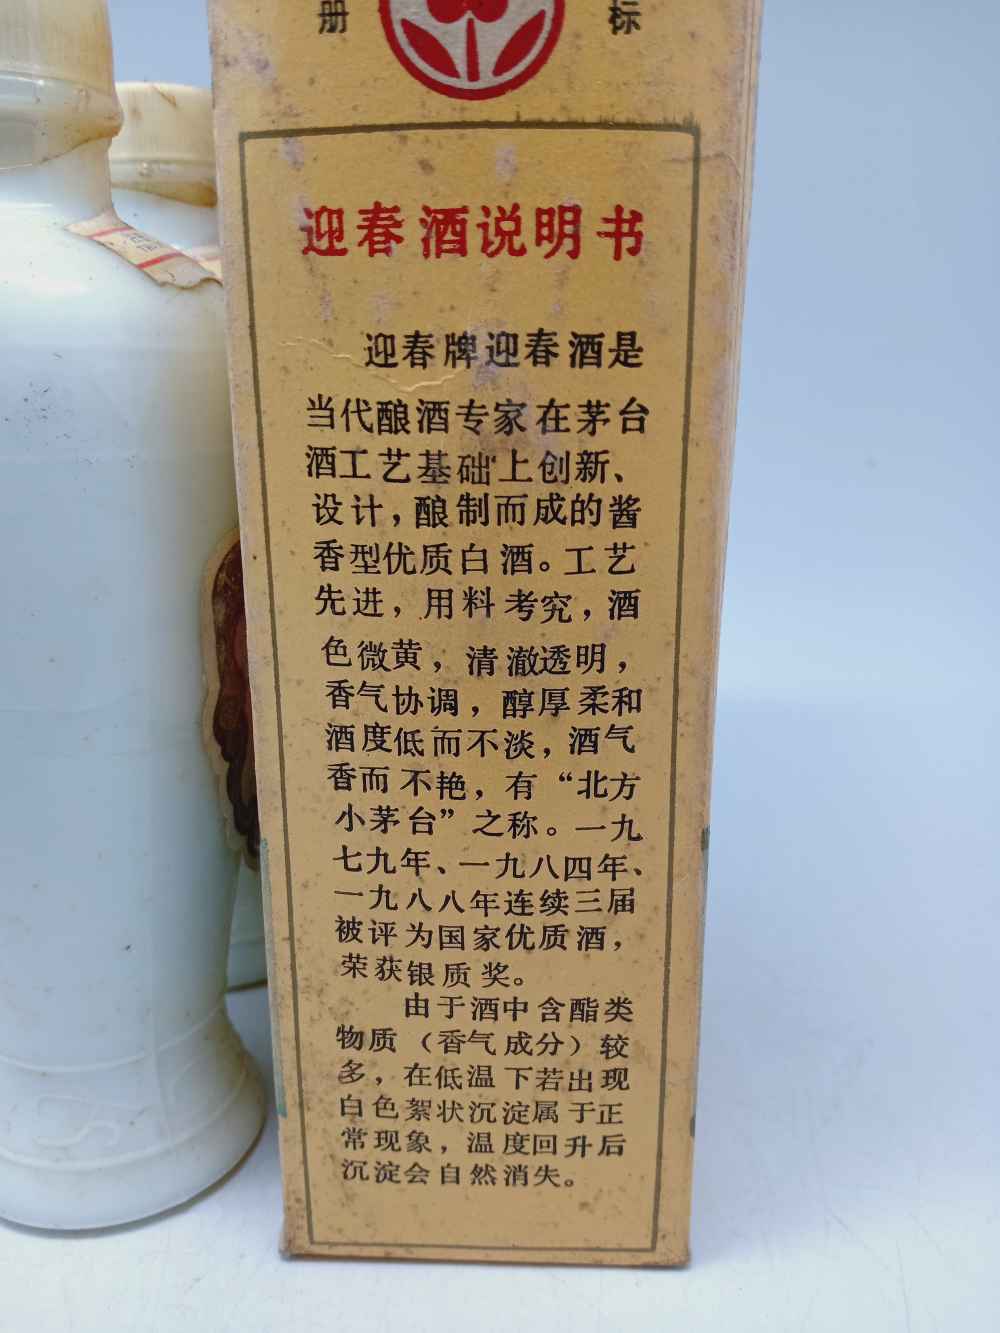 册 标
迎春酒说明书
迎春牌迎春酒是
当代酿酒专家在茅台
酒工艺基础上创新、
设计，酿制而成的酱
香型优质白酒。工艺
先进，用料考究，酒
色微黄，清澈透明，
香气协调，醇厚柔和
酒度低而不淡，酒气
香而不艳，有“北方
小茅台”之称。一九
七九年、一九八四年、
一九八八年连续三届
被评为国家优质酒，
荣获银质奖。
由于酒中含酯类
物质（香气成分）较
多，在低温下若出现
白色絮状沉淀属于正
常现象，温度回升后
沉淀会自然消失。